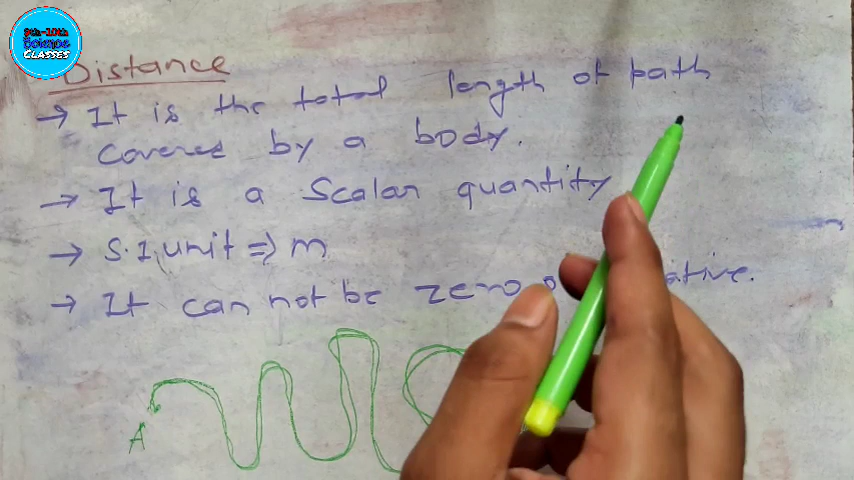 9th-10th
Science
CLASSES
Distance
→ It is the total length of path
covered by a body.
→ It is a Scalar quantity
→ S.I. unit ⇒ m
→ It can not be zero
A